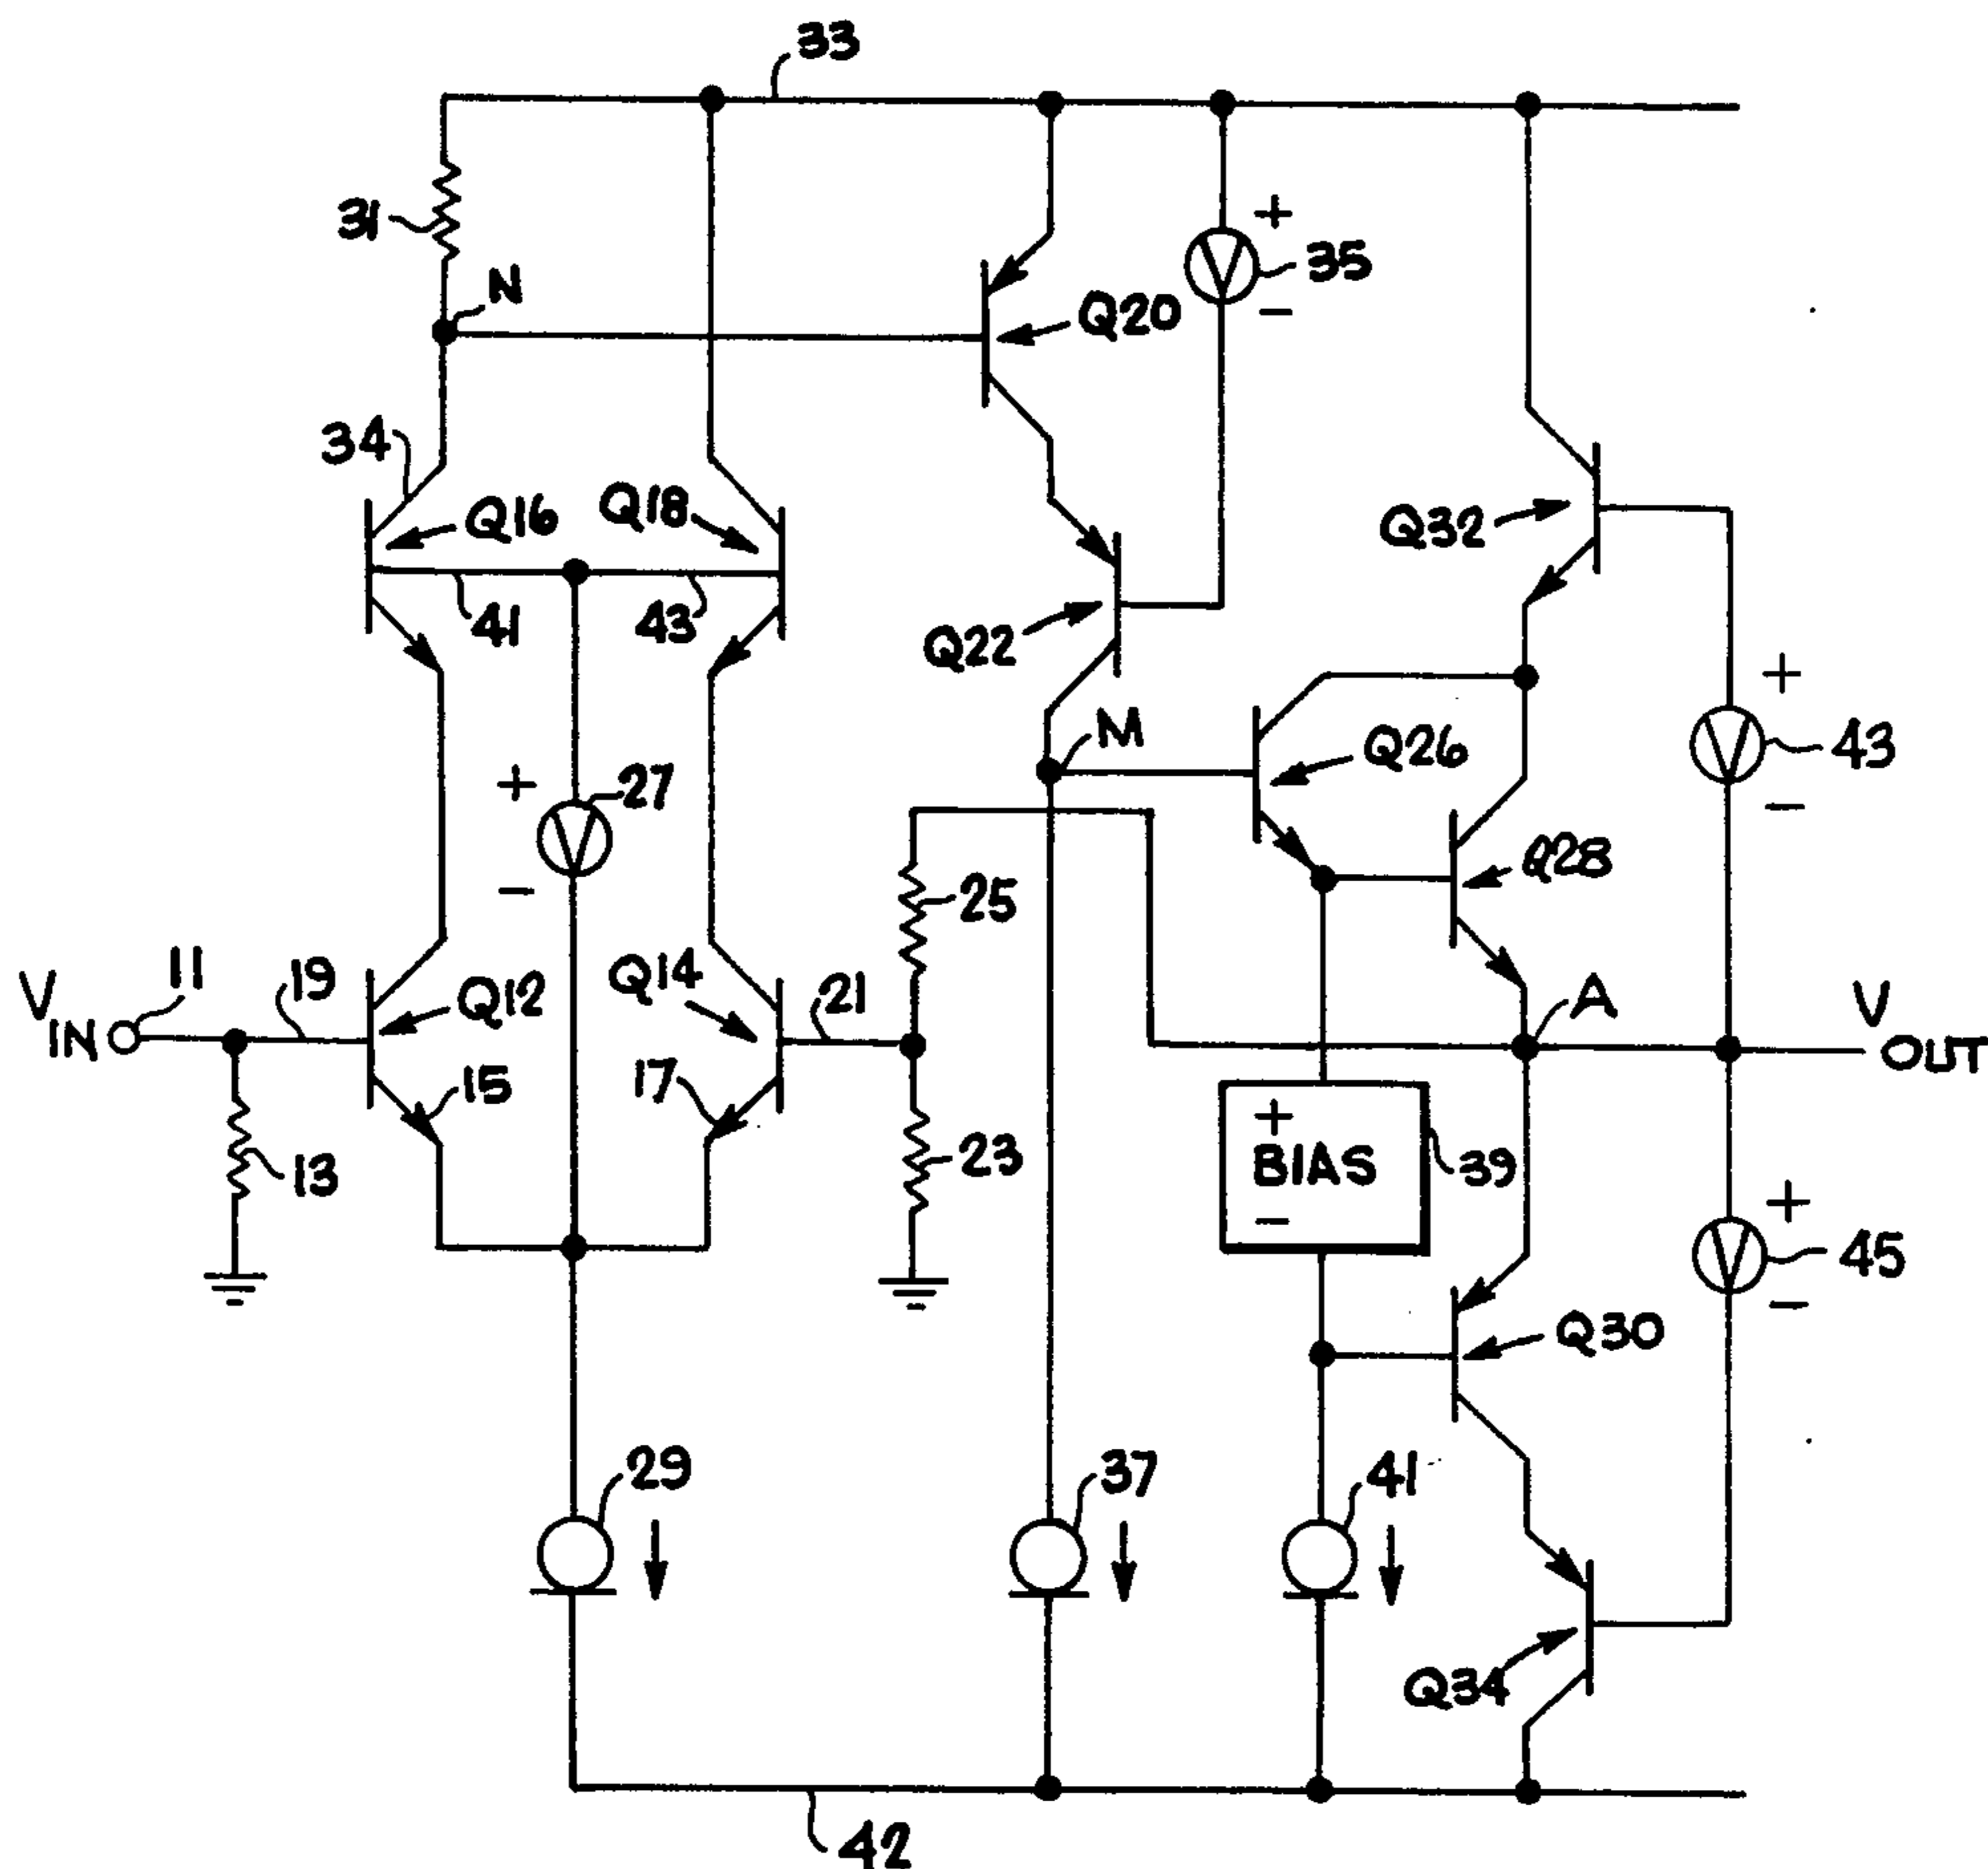 33
31
N
+
35
−
Q20
34
Q16
Q18
Q32
41
43
Q22
+
27
−
M
Q26
+
43
−
25
Q28
V
IN
11
19
Q12
Q14
21
A
V
OUT
15
17
13
23
+
BIAS
−
39
+
45
−
Q30
29
37
41
Q34
42